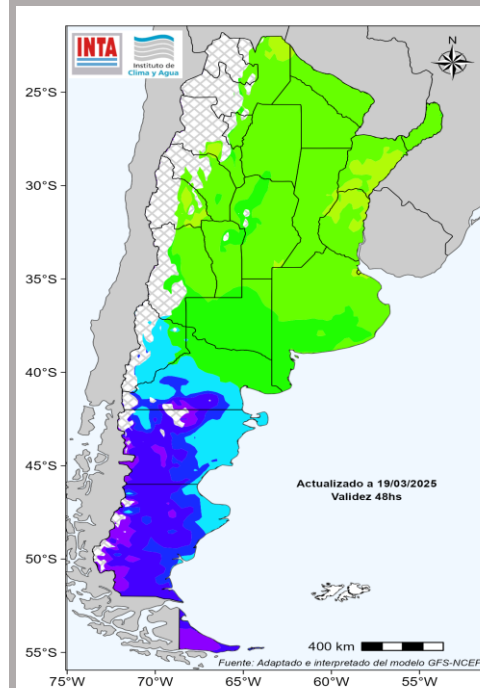 INTA
Instituto de
Clima y Agua
N
25°S
30°S
35°S
40°S
45°S
50°S
55°S
Actualizado a 19/03/2025
Validez 48hs
400 km
Fuente: Adaptado e interpretado del modelo GFS-NCEP
75°W
70°W
65°W
60°W
55°W